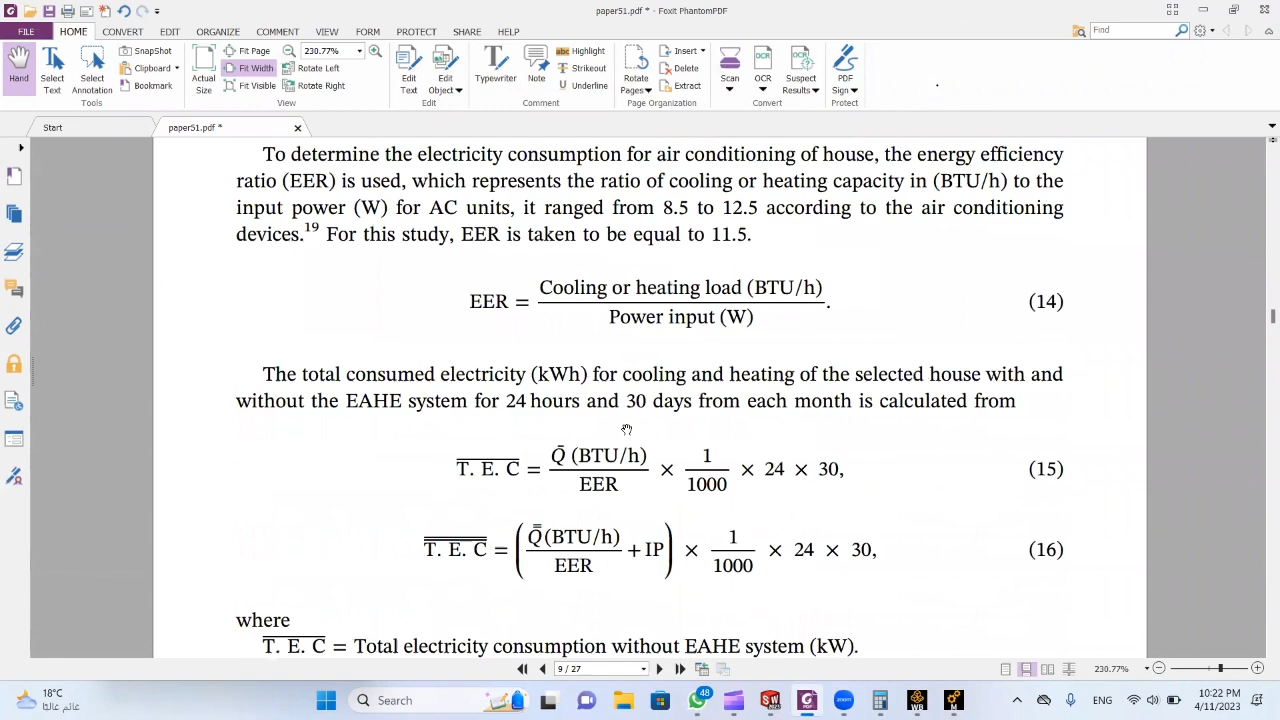 paper51.pdf * - Foxit PhantomPDF
FILE HOME CONVERT EDIT ORGANIZE COMMENT VIEW FORM PROTECT SHARE HELP Find
Hand Select Text Select Annotation SnapShot Clipboard Bookmark Tools
Actual Size Fit Page Fit Width Fit Visible 230.77% Rotate Left Rotate Right View
Edit Text Edit Object Edit
Typewriter Note Highlight Strikeout Underline Comment
Rotate Pages Insert Delete Extract Page Organization
Scan OCR Suspect Results Convert
PDF Sign Protect
Start paper51.pdf *
To determine the electricity consumption for air conditioning of house, the energy efficiency
ratio (EER) is used, which represents the ratio of cooling or heating capacity in (BTU/h) to the
input power (W) for AC units, it ranged from 8.5 to 12.5 according to the air conditioning
devices.19 For this study, EER is taken to be equal to 11.5.
EER = Cooling or heating load (BTU/h) / Power input (W). (14)
The total consumed electricity (kWh) for cooling and heating of the selected house with and
without the EAHE system for 24 hours and 30 days from each month is calculated from
T. E. C = Q̄ (BTU/h) / EER × 1 / 1000 × 24 × 30, (15)
T. E. C = (Q̿ (BTU/h) / EER + IP) × 1 / 1000 × 24 × 30, (16)
where
T. E. C = Total electricity consumption without EAHE system (kW).
9 / 27 230.77%
18°C
غائم غالبا
Search
48
ENG
10:22 PM
4/11/2023